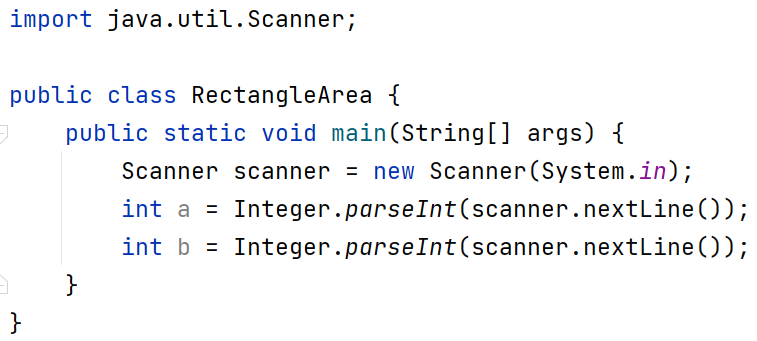 import java.util.Scanner;

public class RectangleArea {
    public static void main(String[] args) {
        Scanner scanner = new Scanner(System.in);
        int a = Integer.parseInt(scanner.nextLine());
        int b = Integer.parseInt(scanner.nextLine());
    }
}